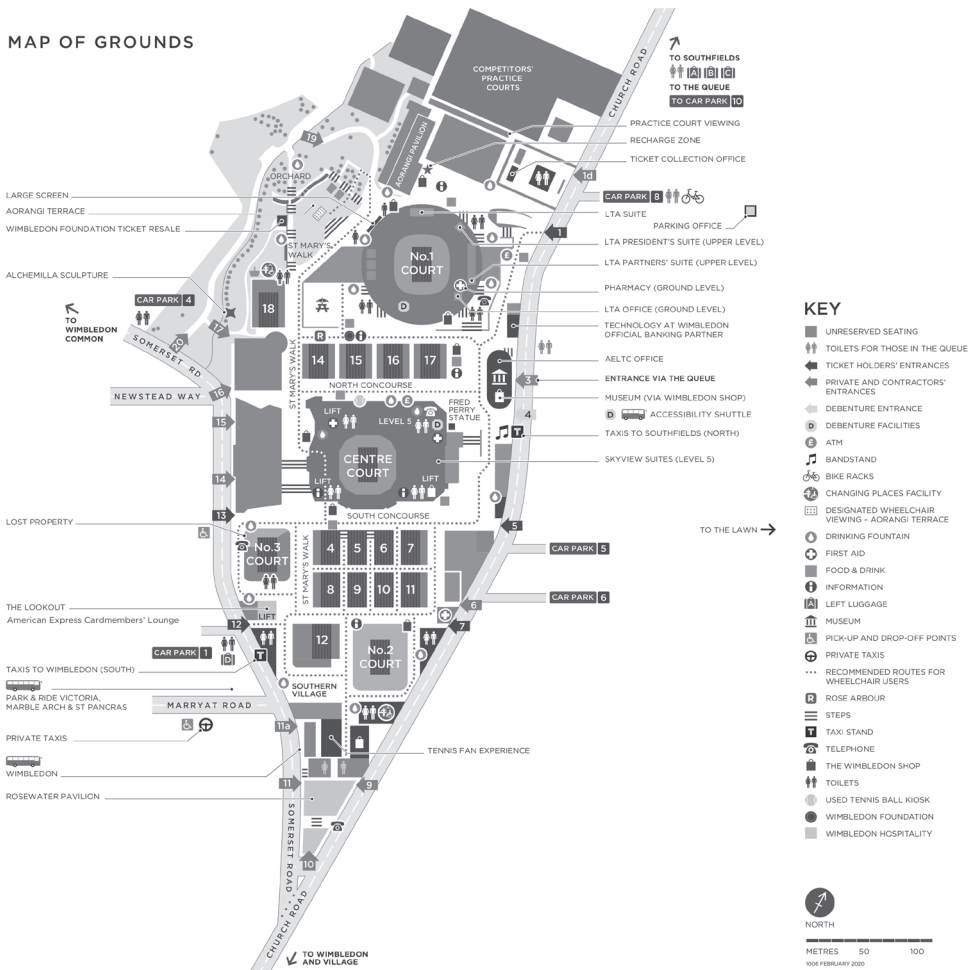 MAP OF GROUNDS
TO SOUTHFIELDS
A B C
TO THE QUEUE
TO CAR PARK 10
CHURCH ROAD
COMPETITORS'
PRACTICE
COURTS
PRACTICE COURT VIEWING
RECHARGE ZONE
TICKET COLLECTION OFFICE
AORANGI PAVILION
19
1d
CAR PARK 8
PARKING OFFICE
ORCHARD
LARGE SCREEN
AORANGI TERRACE
WIMBLEDON FOUNDATION TICKET RESALE
ST MARY'S
WALK
ALCHEMILLA SCULPTURE
CAR PARK 4
TO
WIMBLEDON
COMMON
SOMERSET RD
20
17
18
No.1
COURT
D
E
1
LTA SUITE
LTA PRESIDENT'S SUITE (UPPER LEVEL)
LTA PARTNERS' SUITE (UPPER LEVEL)
PHARMACY (GROUND LEVEL)
LTA OFFICE (GROUND LEVEL)
TECHNOLOGY AT WIMBLEDON
OFFICIAL BANKING PARTNER
AELTC OFFICE
3
ENTRANCE VIA THE QUEUE
MUSEUM (VIA WIMBLEDON SHOP)
4
D
ACCESSIBILITY SHUTTLE
T
TAXIS TO SOUTHFIELDS (NORTH)
SKYVIEW SUITES (LEVEL 5)
R
14
15
16
17
NORTH CONCOURSE
ST MARY'S WALK
NEWSTEAD WAY
16
15
14
13
LIFT
LEVEL 5
E
D
FRED
PERRY
STATUE
CENTRE
COURT
LIFT
LIFT
SOUTH CONCOURSE
LOST PROPERTY
No.3
COURT
ST MARY'S WALK
4
5
6
7
8
9
10
11
5
TO THE LAWN
CAR PARK 5
CAR PARK 6
6
7
THE LOOKOUT
LIFT
American Express Cardmembers' Lounge
12
CAR PARK 1
D
T
12
No.2
COURT
TAXIS TO WIMBLEDON (SOUTH)
PARK & RIDE VICTORIA,
MARBLE ARCH & ST PANCRAS
MARRYAT ROAD
SOUTHERN
VILLAGE
11a
PRIVATE TAXIS
WIMBLEDON
TENNIS FAN EXPERIENCE
11
9
ROSEWATER PAVILION
10
SOMERSET ROAD
CHURCH ROAD
TO WIMBLEDON
AND VILLAGE
KEY
UNRESERVED SEATING
TOILETS FOR THOSE IN THE QUEUE
TICKET HOLDERS' ENTRANCES
PRIVATE AND CONTRACTORS'
ENTRANCES
DEBENTURE ENTRANCE
D DEBENTURE FACILITIES
E ATM
BANDSTAND
BIKE RACKS
CHANGING PLACES FACILITY
DESIGNATED WHEELCHAIR
VIEWING – AORANGI TERRACE
DRINKING FOUNTAIN
FIRST AID
FOOD & DRINK
INFORMATION
A LEFT LUGGAGE
MUSEUM
PICK-UP AND DROP-OFF POINTS
PRIVATE TAXIS
RECOMMENDED ROUTES FOR
WHEELCHAIR USERS
R ROSE ARBOUR
STEPS
T TAXI STAND
TELEPHONE
THE WIMBLEDON SHOP
TOILETS
USED TENNIS BALL KIOSK
WIMBLEDON FOUNDATION
WIMBLEDON HOSPITALITY
NORTH
METRES 50 100
1006 FEBRUARY 2020